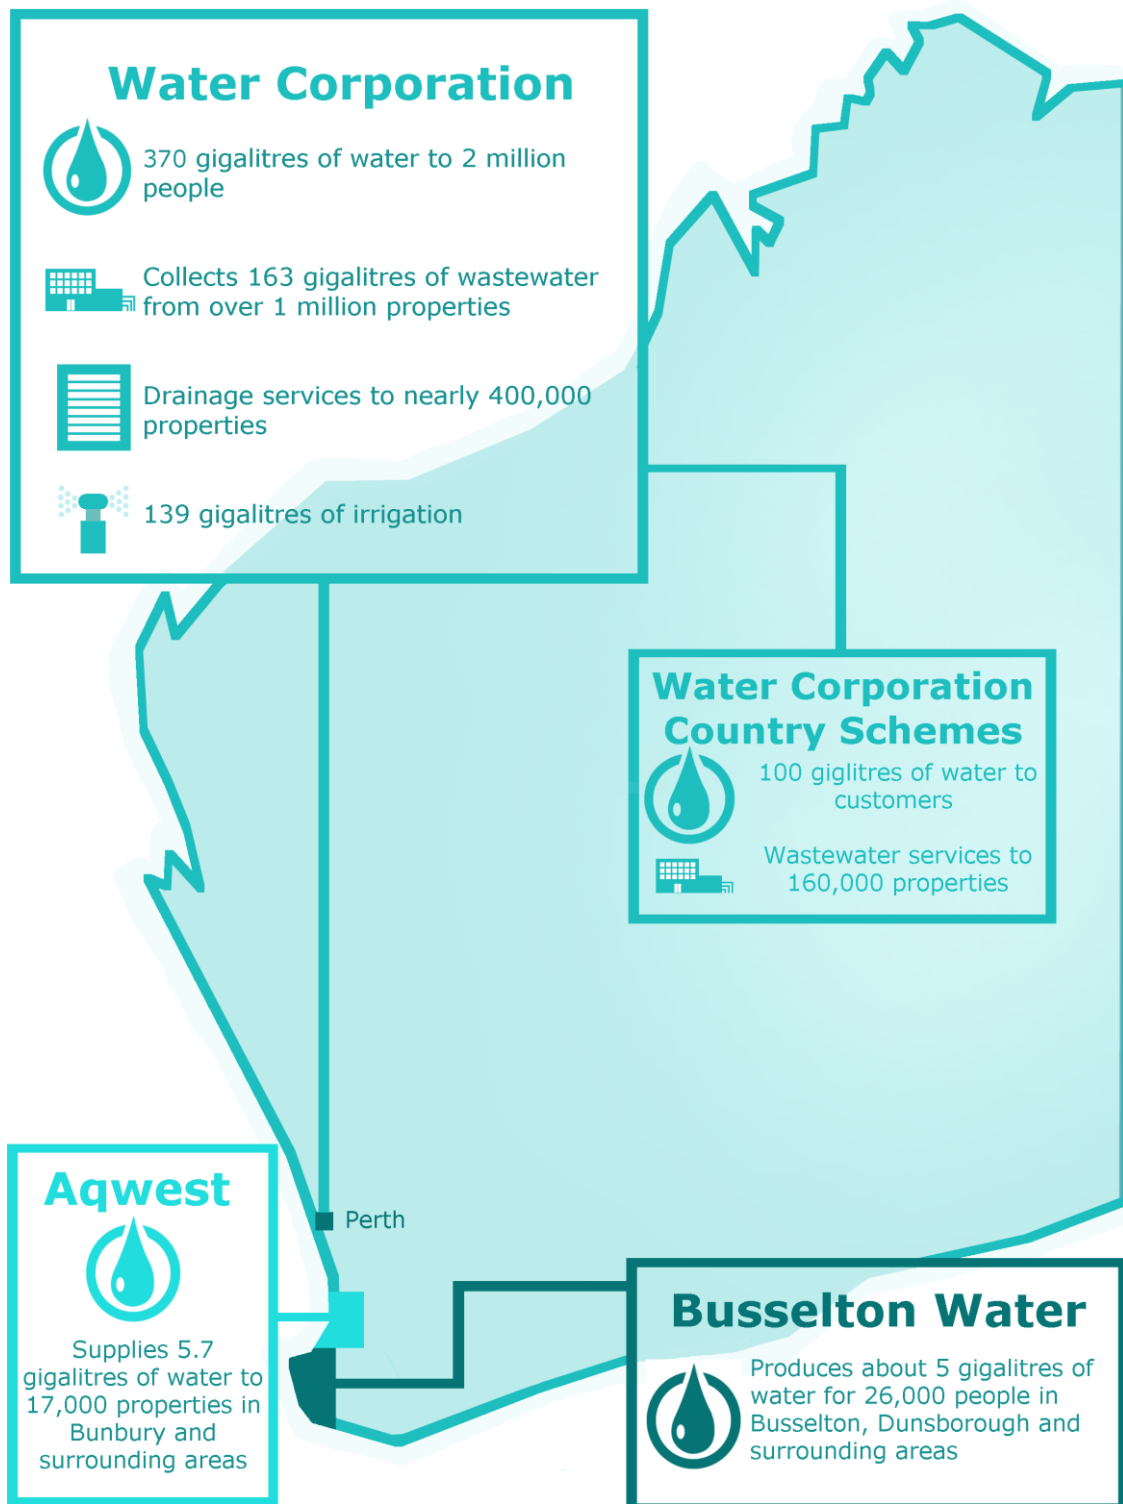 Water Corporation
370 gigalitres of water to 2 million
people
Collects 163 gigalitres of wastewater
from over 1 million properties
Drainage services to nearly 400,000
properties
139 gigalitres of irrigation
Water Corporation
Country Schemes
100 giglitres of water to
customers
Wastewater services to
160,000 properties
Aqwest
Supplies 5.7
gigalitres of water to
17,000 properties in
Bunbury and
surrounding areas
Perth
Busselton Water
Produces about 5 gigalitres of
water for 26,000 people in
Busselton, Dunsborough and
surrounding areas